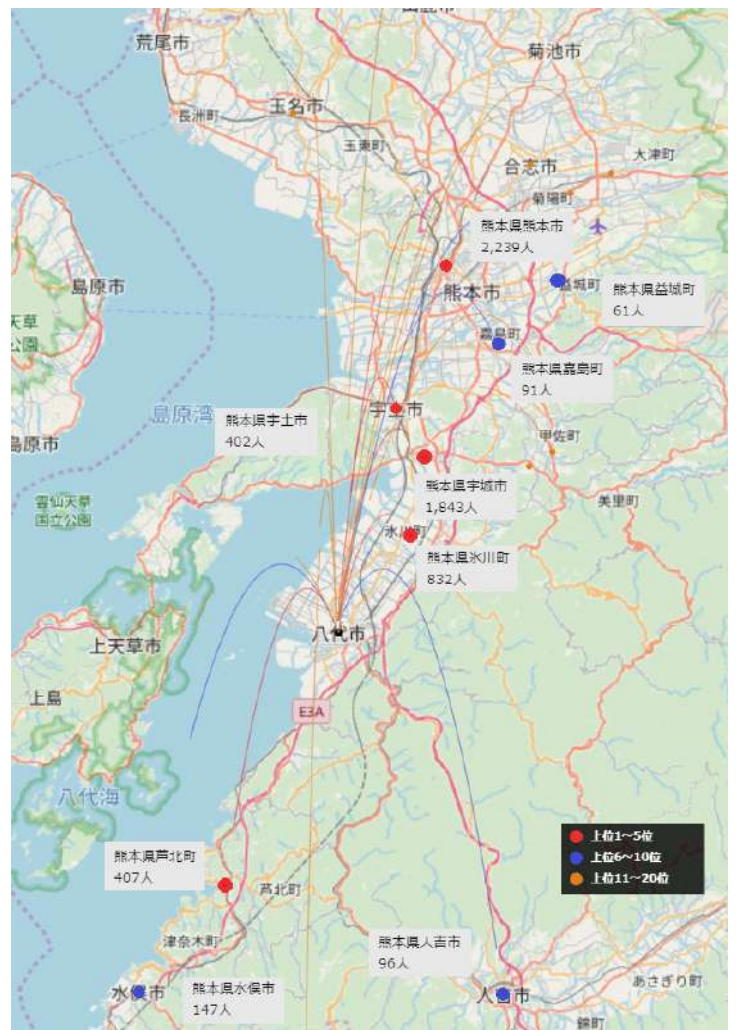 荒尾市
菊池市
玉名市
長洲町
玉東町
合志市
大津町
菊陽町
熊本県熊本市
2,239人
島原市
熊本市
益城町
熊本県益城町
61人
天草
公園
嘉島町
熊本県嘉島町
91人
島原湾
宇土市
熊本県宇土市
402人
甲佐町
島原市
熊本県宇城市
1,843人
美里町
雲仙天草
国立公園
氷川町
熊本県氷川町
832人
八代市
上天草市
上島
E3A
八代海
上位1～5位
上位6～10位
上位11～20位
熊本県芦北町
407人
芦北町
津奈木町
熊本県人吉市
96人
水俣市
熊本県水俣市
147人
人吉市
あさぎり町
錦町